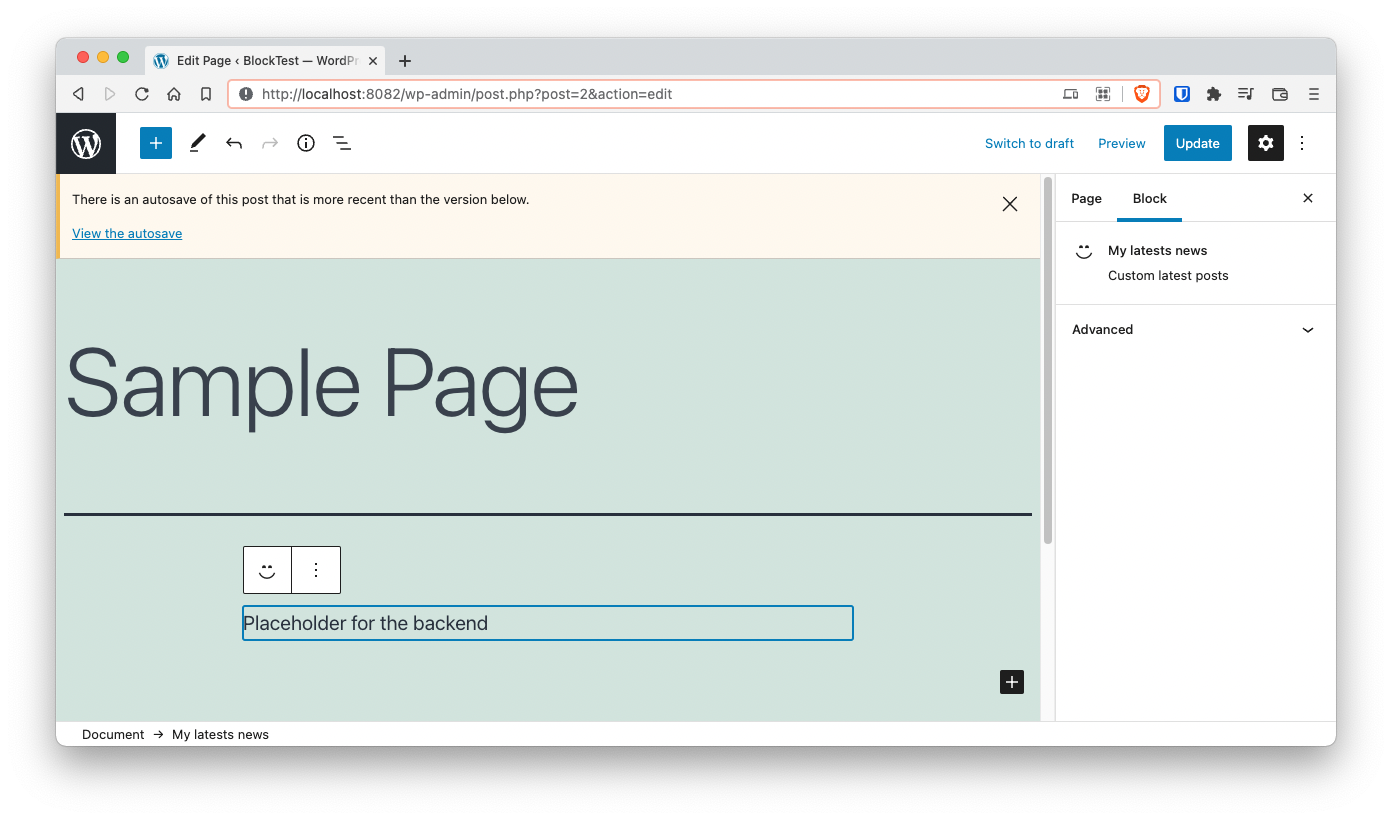 Edit Page ‹ BlockTest — WordPr
http://localhost:8082/wp-admin/post.php?post=2&action=edit
Switch to draft
Preview
Update
There is an autosave of this post that is more recent than the version below.
View the autosave
Page
Block
My latests news
Custom latest posts
Advanced
Sample Page
Placeholder for the backend
Document → My latests news